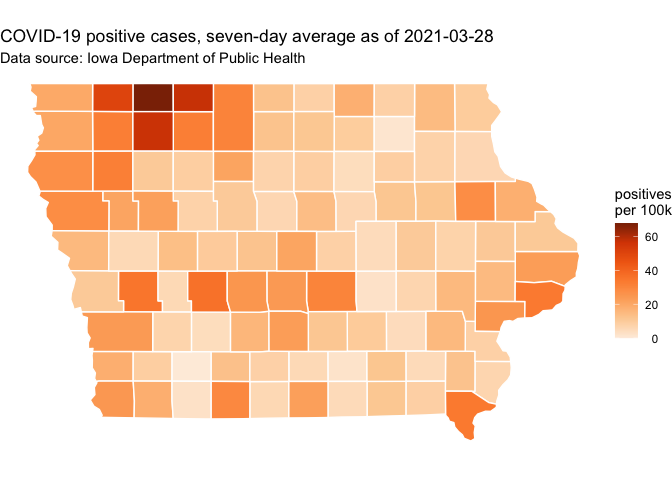 COVID-19 positive cases, seven-day average as of 2021-03-28
Data source: Iowa Department of Public Health
positives
per 100k
60
40
20
0